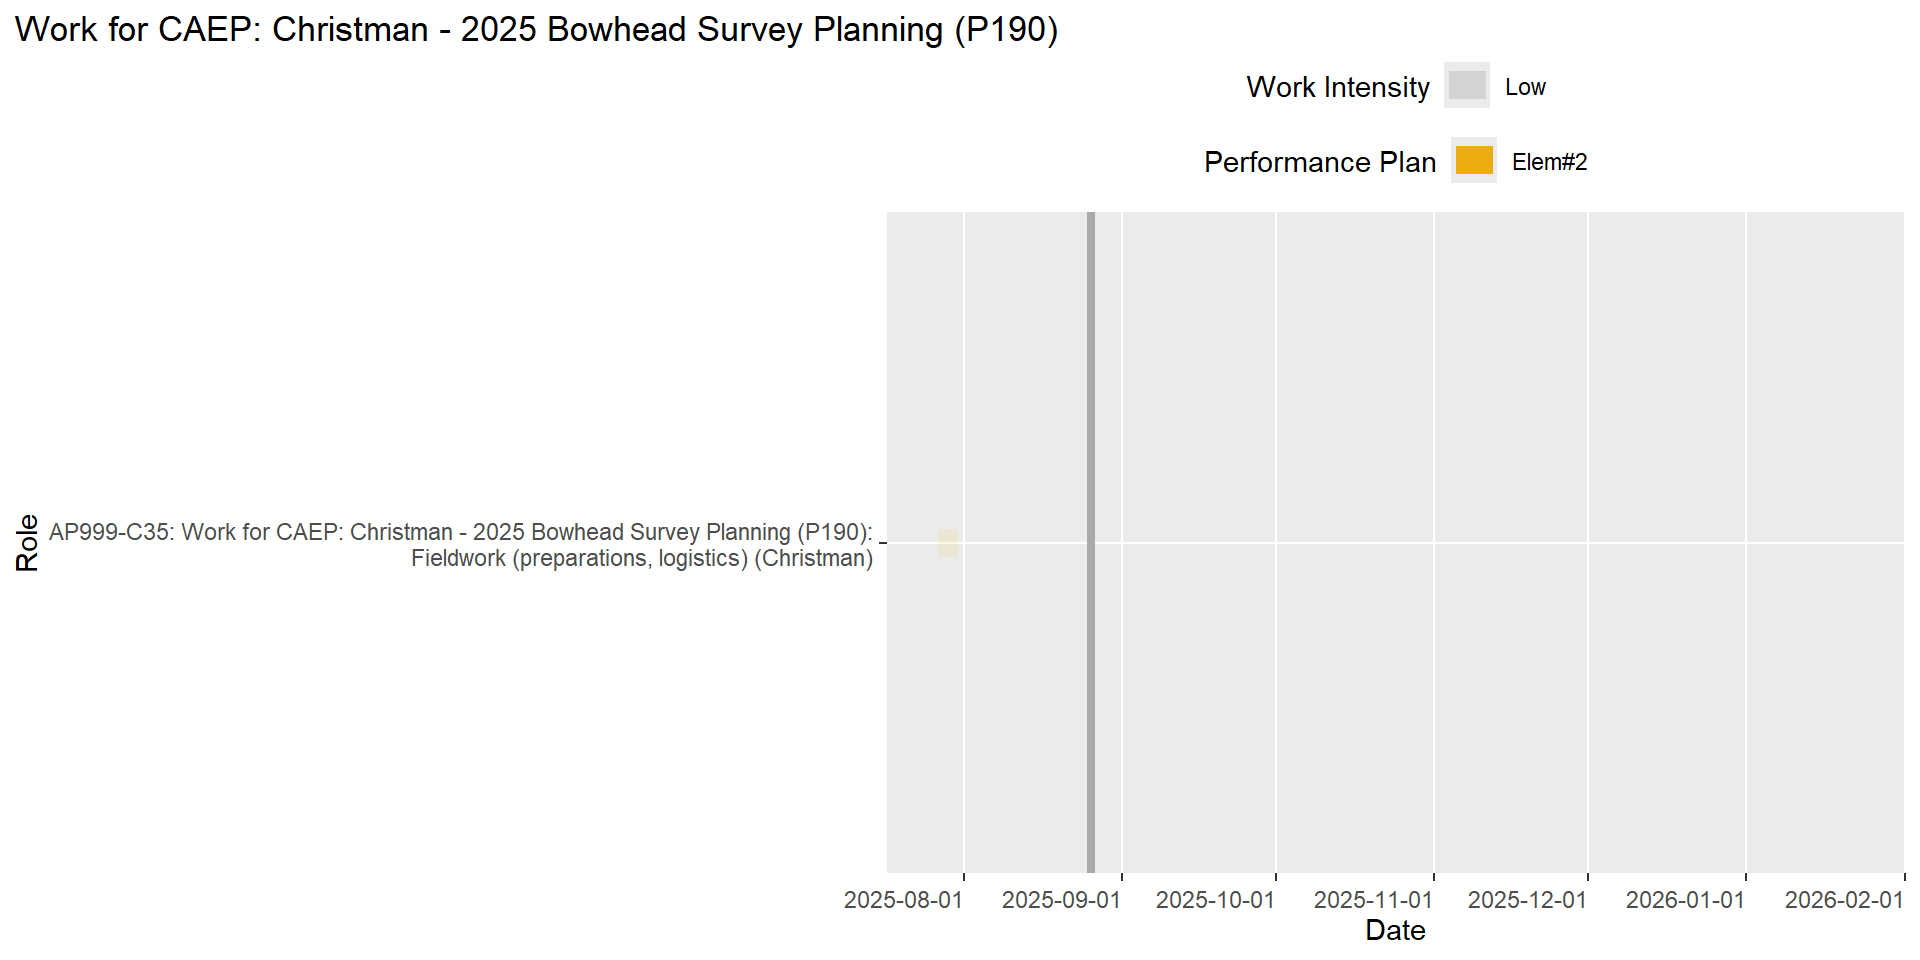 Work for CAEP: Christman - 2025 Bowhead Survey Planning (P190)
Work Intensity Low
Performance Plan Elem#2
Role
AP999-C35: Work for CAEP: Christman - 2025 Bowhead Survey Planning (P190):
Fieldwork (preparations, logistics) (Christman)
2025-08-01 2025-09-01 2025-10-01 2025-11-01 2025-12-01 2026-01-01 2026-02-01
Date